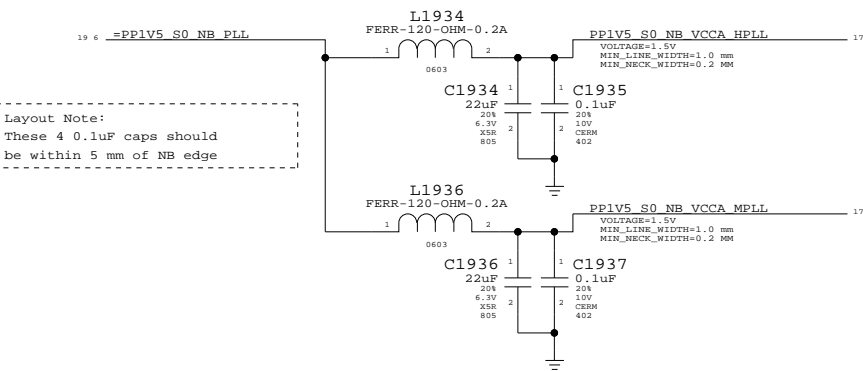 L1934
FERR-120-OHM-0.2A
19 6 =PP1V5_S0_NB_PLL
1 2
0603
PP1V5_S0_NB_VCCA_HPLL 17
VOLTAGE=1.5V
MIN_LINE_WIDTH=1.0 mm
MIN_NECK_WIDTH=0.2 MM
C1934
22uF
20%
6.3V
X5R
805
1
2
1
2
C1935
0.1uF
20%
10V
CERM
402
Layout Note:
These 4 0.1uF caps should
be within 5 mm of NB edge
L1936
FERR-120-OHM-0.2A
1 2
0603
PP1V5_S0_NB_VCCA_MPLL 17
VOLTAGE=1.5V
MIN_LINE_WIDTH=1.0 mm
MIN_NECK_WIDTH=0.2 MM
C1936
22uF
20%
6.3V
X5R
805
1
2
1
2
C1937
0.1uF
20%
10V
CERM
402